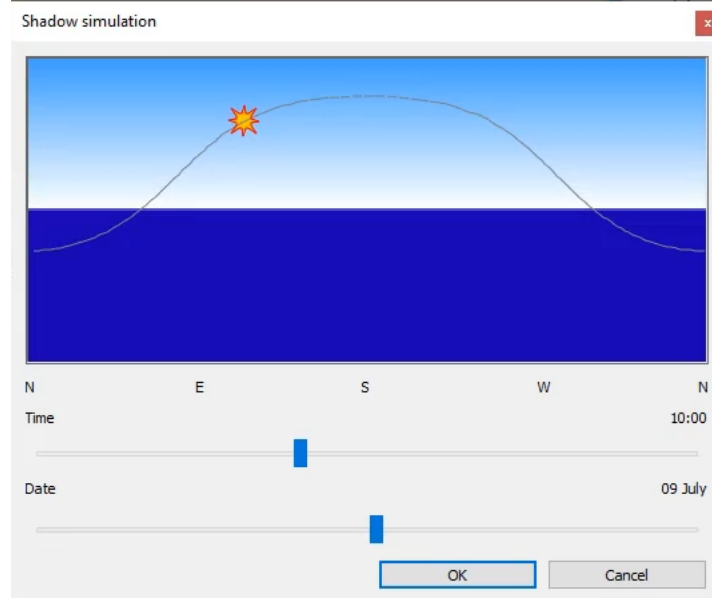 Shadow simulation
x
N E S W N
Time 10:00
Date 09 July
OK Cancel